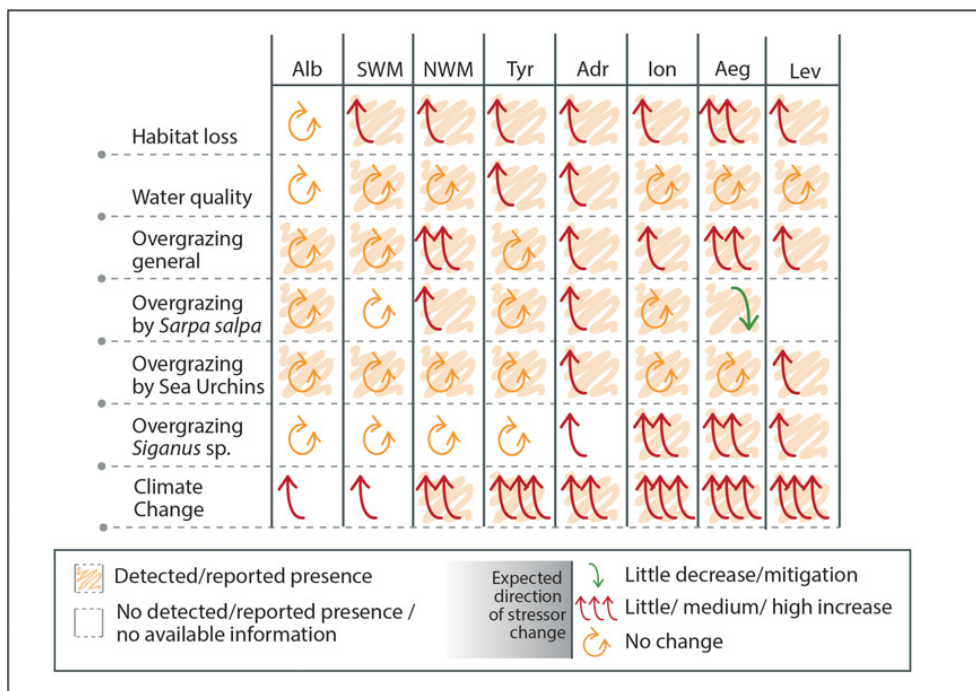 Alb SWM NWM Tyr Adr Ion Aeg Lev
Habitat loss
Water quality
Overgrazing
general
Overgrazing
by Sarpa salpa
Overgrazing
by Sea Urchins
Overgrazing
Siganus sp.
Climate
Change
Detected/reported presence
No detected/reported presence /
no available information
Expected
direction
of stressor
change
Little decrease/mitigation
Little/ medium/ high increase
No change